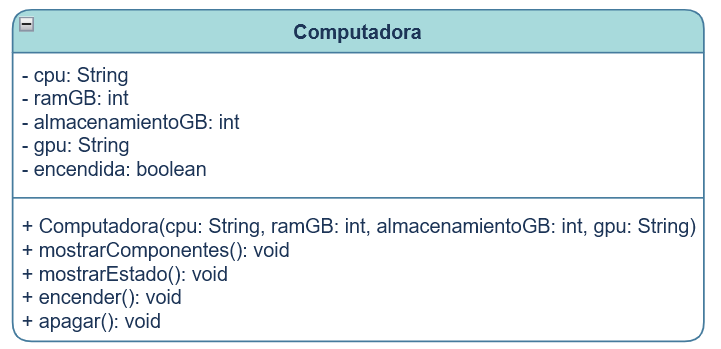 Computadora
- cpu: String
- ramGB: int
- almacenamientoGB: int
- gpu: String
- encendida: boolean
+ Computadora(cpu: String, ramGB: int, almacenamientoGB: int, gpu: String)
+ mostrarComponentes(): void
+ mostrarEstado(): void
+ encender(): void
+ apagar(): void